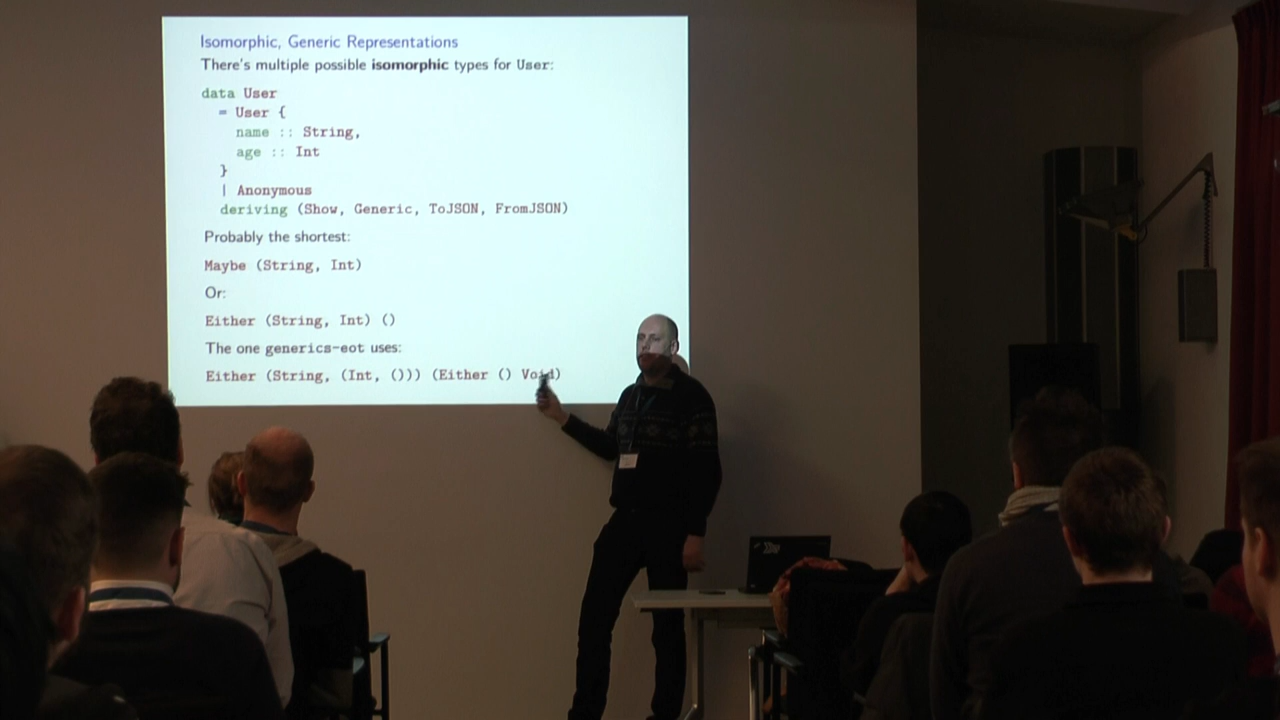 Isomorphic, Generic Representations
There's multiple possible isomorphic types for User:
data User
= User {
name :: String,
age :: Int
}
| Anonymous
deriving (Show, Generic, ToJSON, FromJSON)
Probably the shortest:
Maybe (String, Int)
Or:
Either (String, Int) ()
The one generics-eot uses:
Either (String, (Int, ())) (Either () Void)